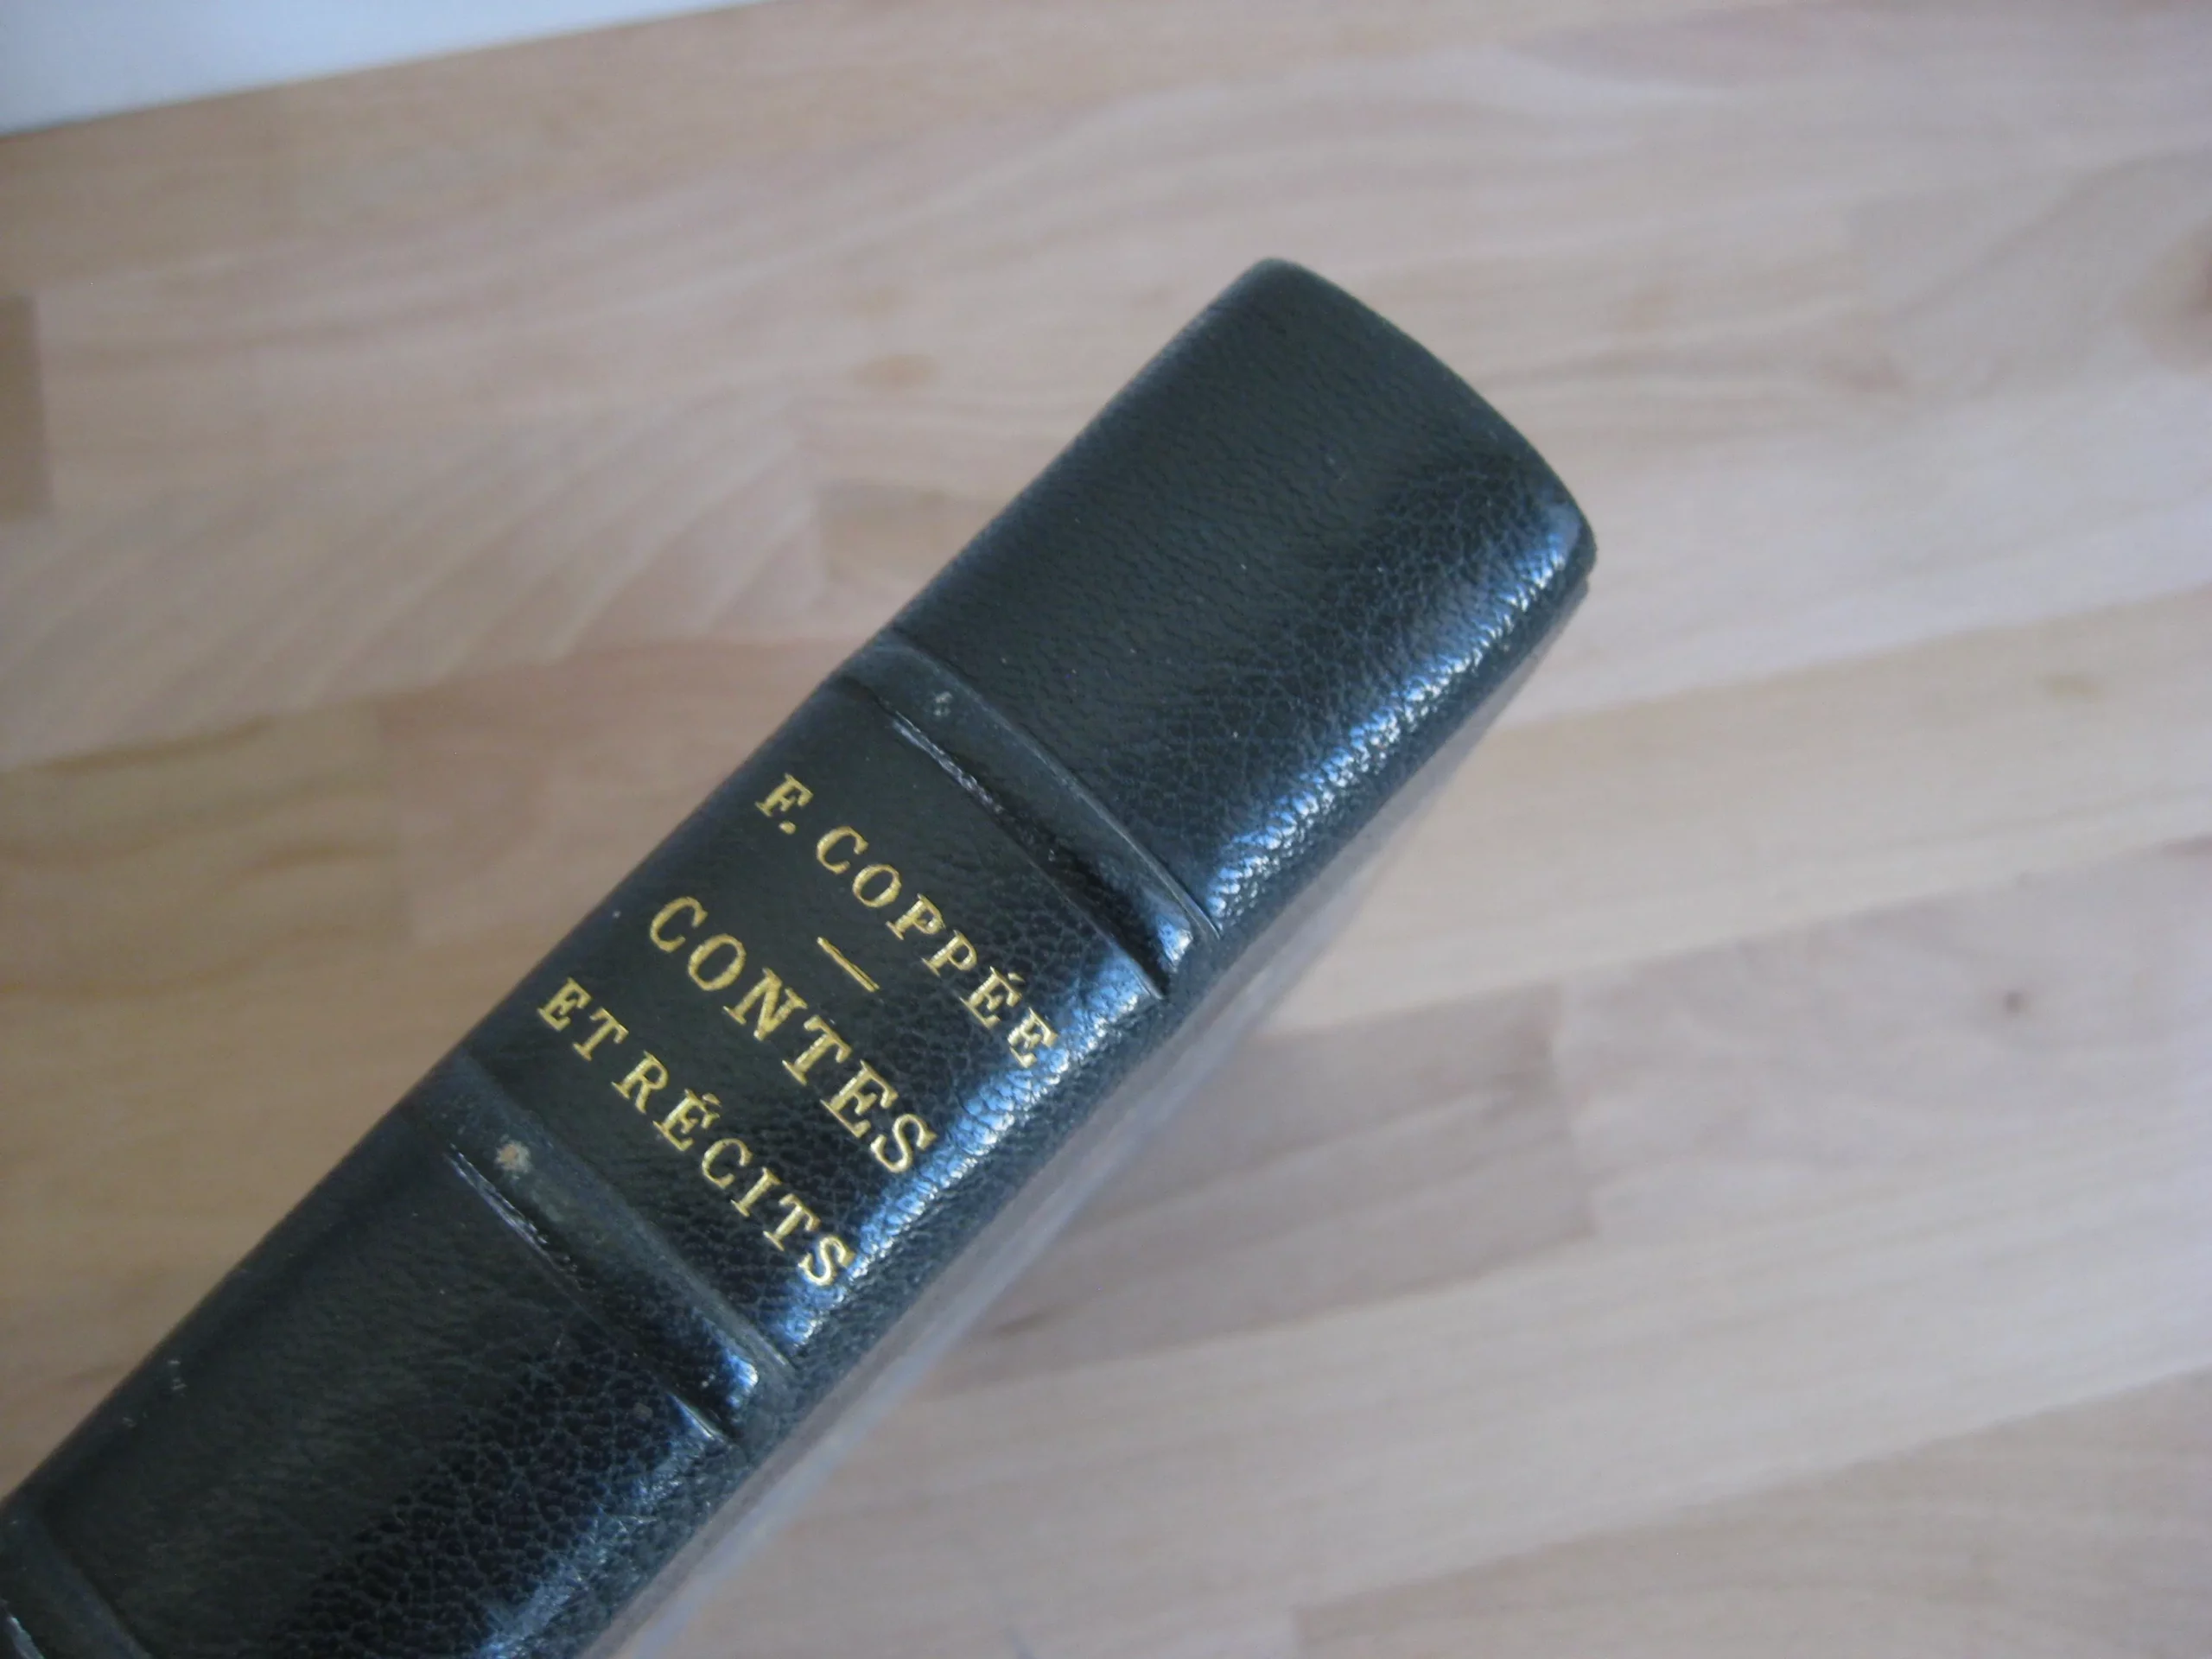 F. COPPÉE
—
CONTES
ET RÉCITS